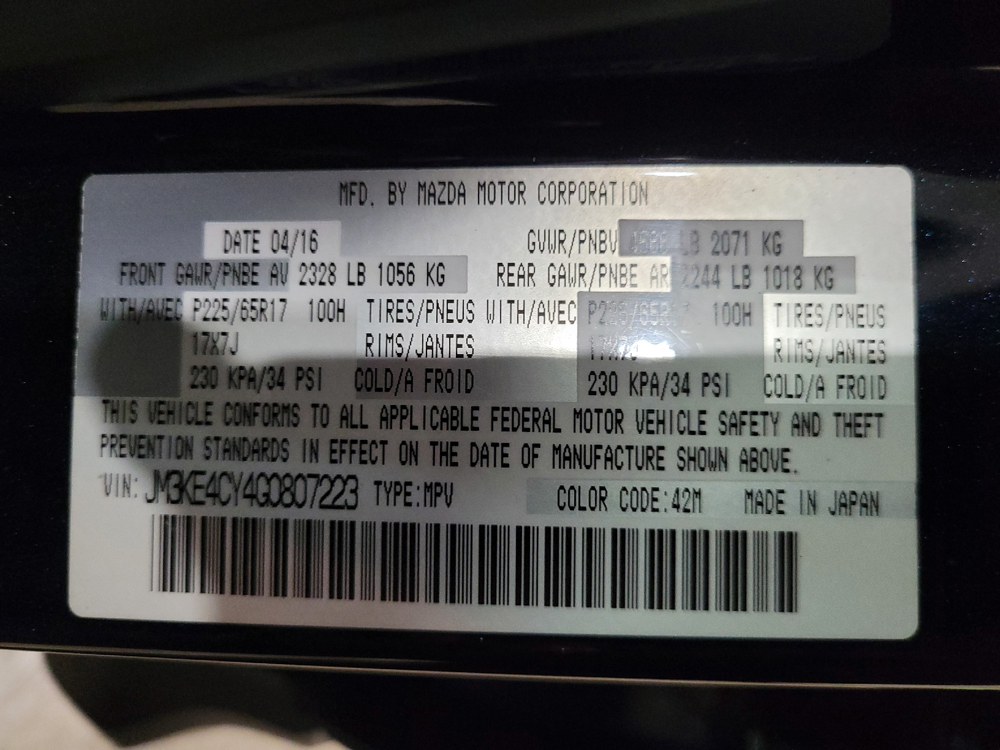 MFD. BY MAZDA MOTOR CORPORATION
DATE 04/16 GVWR/PNBV LB 2071 KG
FRONT GAWR/PNBE AV 2328 LB 1056 KG REAR GAWR/PNBE AR 2244 LB 1018 KG
WITH/AVEC P225/65R17 100H TIRES/PNEUS WITH/AVEC P225/65R17 100H TIRES/PNEUS
17X7J RIMS/JANTES 17X7J RIMS/JANTES
230 KPA/34 PSI COLD/A FROID 230 KPA/34 PSI COLD/A FROID
THIS VEHICLE CONFORMS TO ALL APPLICABLE FEDERAL MOTOR VEHICLE SAFETY AND THEFT
PREVENTION STANDARDS IN EFFECT ON THE DATE OF MANUFACTURE SHOWN ABOVE.
VIN: JM3KE4CY4G0807223 TYPE:MPV COLOR CODE:42M MADE IN JAPAN